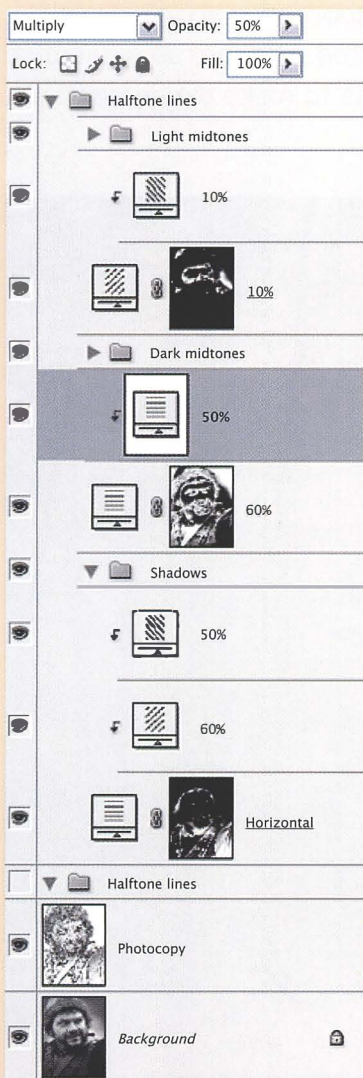 Multiply Opacity: 50%
Lock: Fill: 100%
Halftone lines
Light midtones
10%
10%
Dark midtones
50%
60%
Shadows
50%
60%
Horizontal
Halftone lines
Photocopy
Background